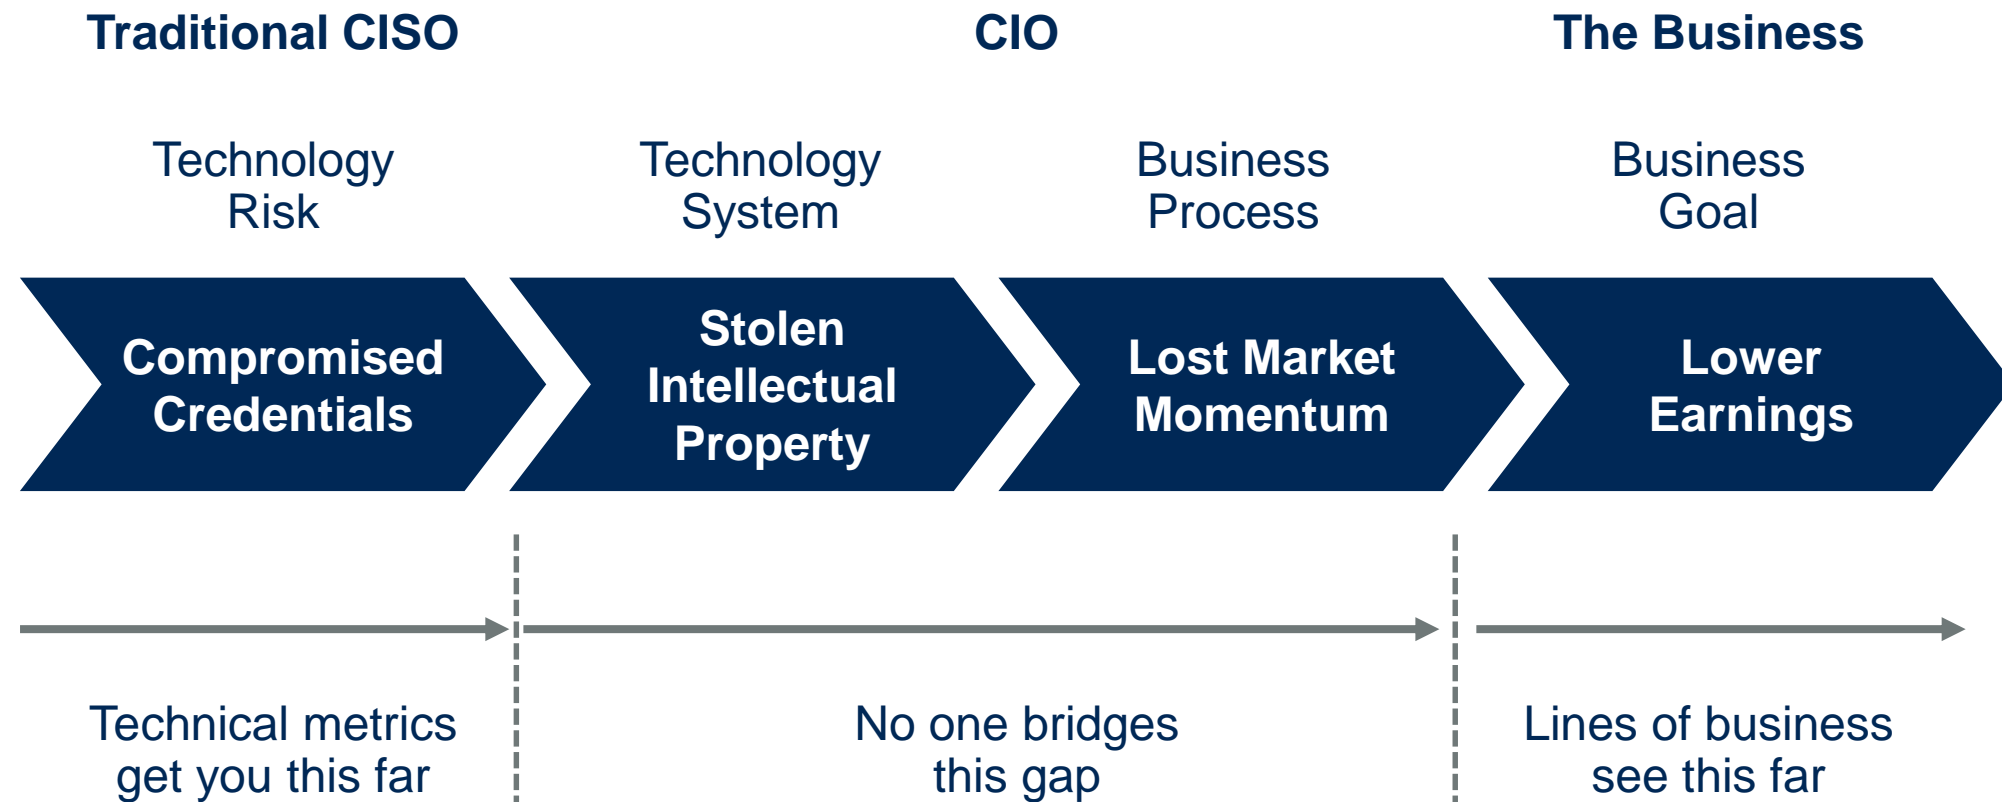 Traditional CISO
CIO
The Business
Technology
Risk
Technology
System
Business
Process
Business
Goal
Compromised
Credentials
Stolen
Intellectual
Property
Lost Market
Momentum
Lower
Earnings
Technical metrics
get you this far
No one bridges
this gap
Lines of business
see this far